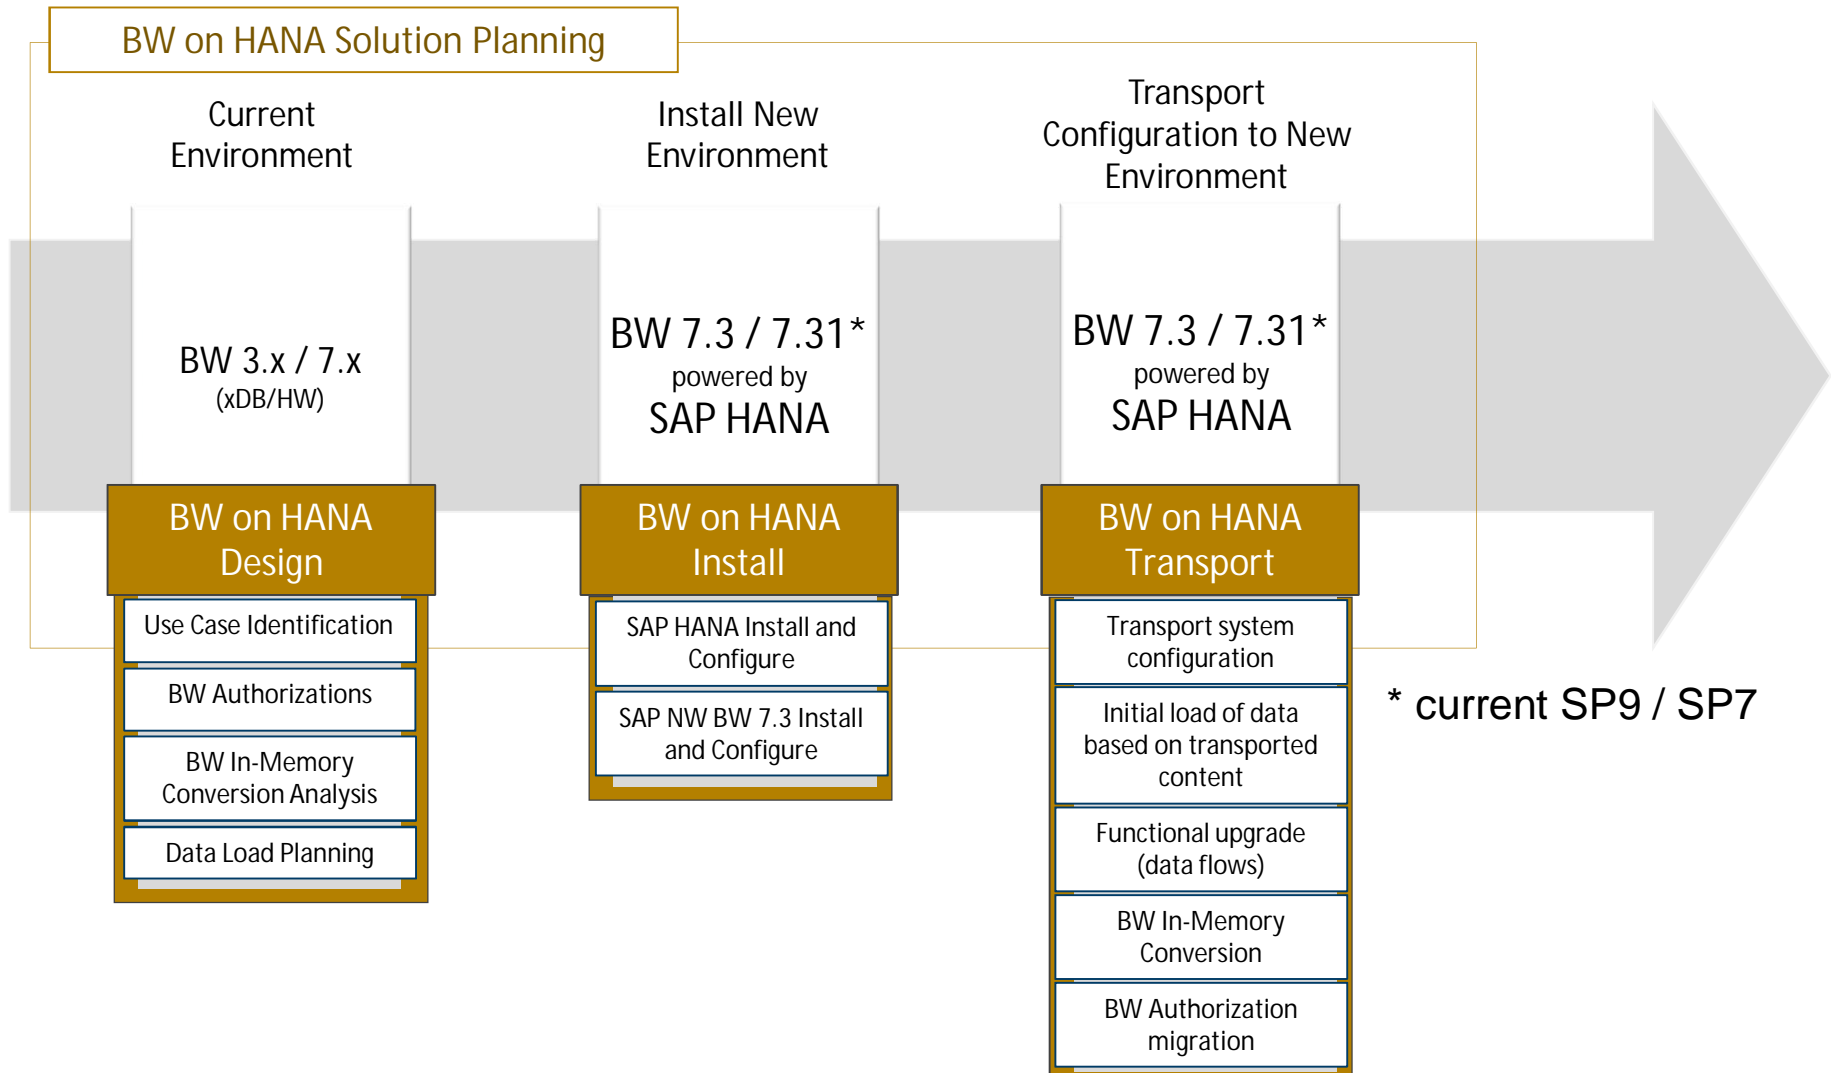 BW on HANA Solution Planning
Current
Environment
Install New
Environment
Transport
Configuration to New
Environment
BW 3.x / 7.x
(xDB/HW)
BW 7.3 / 7.31*
powered by
SAP HANA
BW 7.3 / 7.31*
powered by
SAP HANA
BW on HANA
Design
Use Case Identification
BW Authorizations
BW In-Memory
Conversion Analysis
Data Load Planning
BW on HANA
Install
SAP HANA Install and
Configure
SAP NW BW 7.3 Install
and Configure
BW on HANA
Transport
Transport system
configuration
Initial load of data
based on transported
content
Functional upgrade
(data flows)
BW In-Memory
Conversion
BW Authorization
migration
* current SP9 / SP7